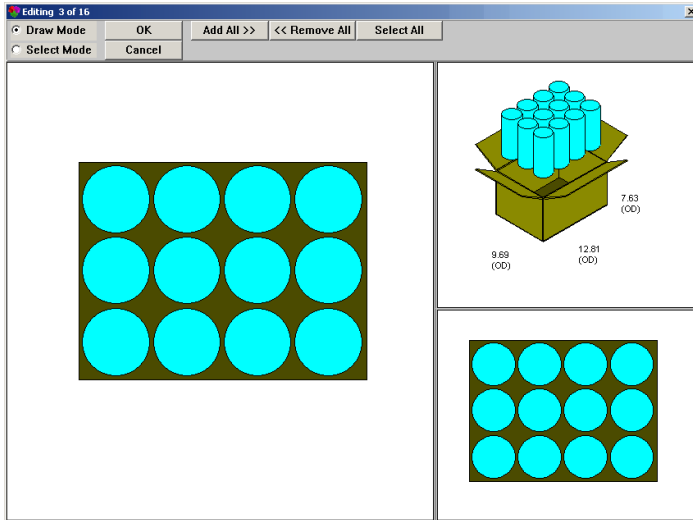 Editing 3 of 16
Draw Mode OK Add All >> << Remove All Select All
Select Mode Cancel
7.63
(OD)
12.81
(OD)
9.69
(OD)